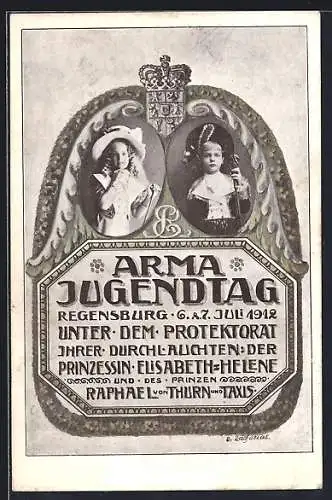 ARMA
JUGENDTAG
REGENSBURG · 6. A. 7. JULI 1912
UNTER · DEM · PROTEKTORAT
JHRER · DURCHLAUCHTEN · DER
PRINZESSIN · ELISABETH=HELENE
UND · DES · PRINZEN
RAPHAEL VON THURN UND TAXIS